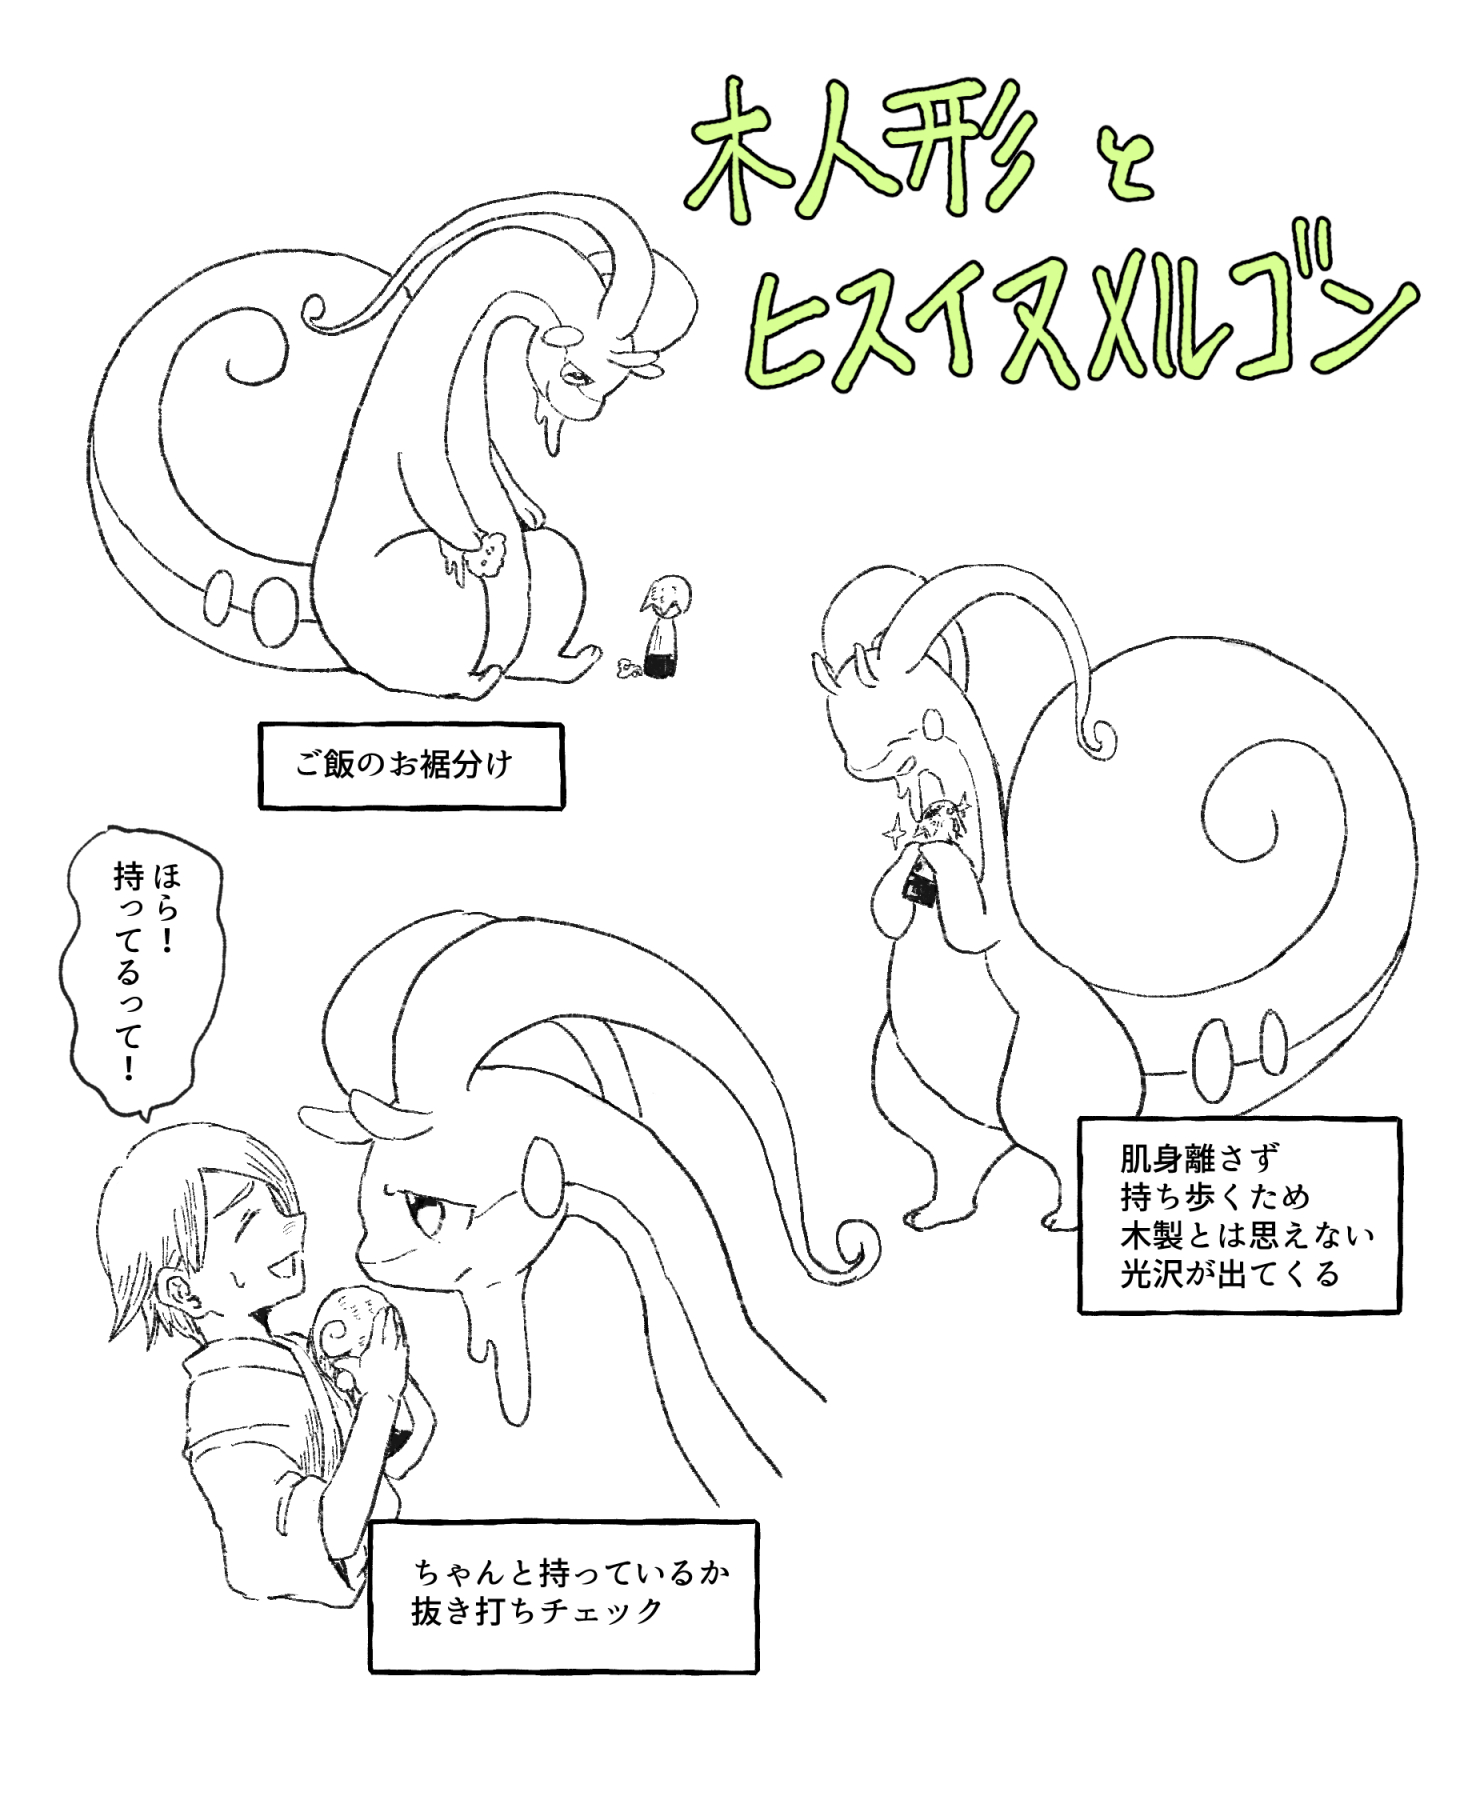 木人形と
ヒスイヌメルゴン
ご飯のお裾分け
肌身離さず
持ち歩くため
木製とは思えない
光沢が出てくる
ほら！
持ってるって！
ちゃんと持っているか
抜き打ちチェック